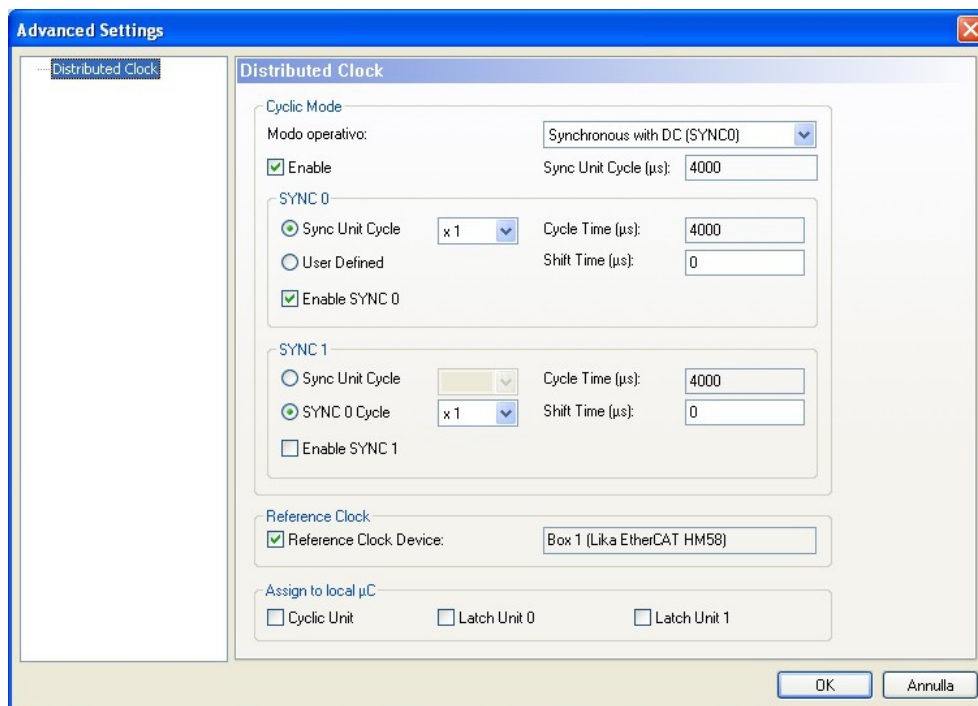 Advanced Settings
Distributed Clock
Distributed Clock
Cyclic Mode
Modo operativo: Synchronous with DC (SYNC0)
Enable Sync Unit Cycle (µs): 4000
SYNC 0
Sync Unit Cycle x 1 Cycle Time (µs): 4000
User Defined Shift Time (µs): 0
Enable SYNC 0
SYNC 1
Sync Unit Cycle Cycle Time (µs): 4000
SYNC 0 Cycle x 1 Shift Time (µs): 0
Enable SYNC 1
Reference Clock
Reference Clock Device: Box 1 (Lika EtherCAT HM58)
Assign to local µC
Cyclic Unit Latch Unit 0 Latch Unit 1
OK Annulla